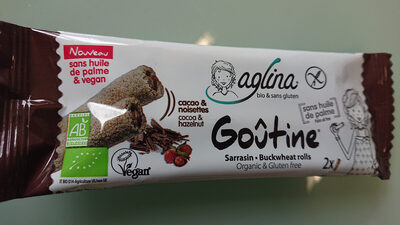 Nouveau
sans huile
de palme
& vegan
aglina
bio & sans gluten
cacao &
noisettes
cocoa &
hazelnut
Goûtine
Sarrasin • Buckwheat rolls
Organic & Gluten free
2x
sans huile
de palme
AB
Vegan